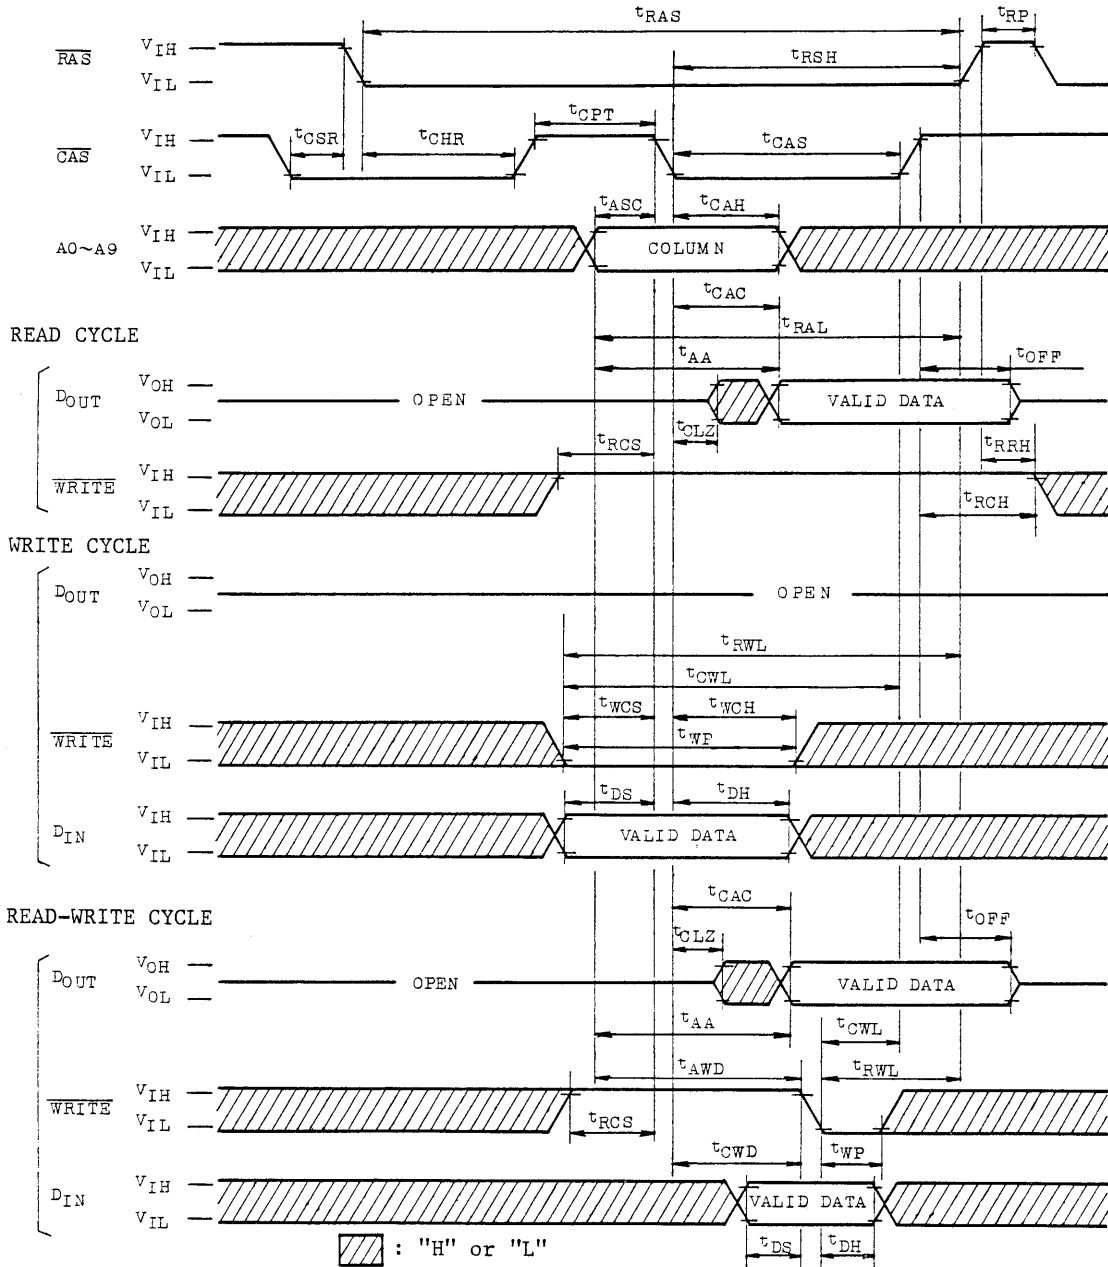 tRAS
tRP
RAS
VIH
VIL
tRSH
tCPT
CAS
VIH
VIL
tCSR
tCHR
tCAS
tASC
tCAH
A0~A9
VIH
VIL
COLUMN
tCAC
tRAL
READ CYCLE
tAA
tOFF
DOUT
VOH
VOL
OPEN
VALID DATA
tCLZ
tRCS
tRRH
WRITE
VIH
VIL
tRCH
WRITE CYCLE
DOUT
VOH
VOL
OPEN
tRWL
tCWL
tWCS
tWCH
WRITE
VIH
VIL
tWP
tDS
tDH
DIN
VIH
VIL
VALID DATA
tCAC
READ-WRITE CYCLE
tCLZ
tOFF
DOUT
VOH
VOL
OPEN
VALID DATA
tAA
tCWL
tAWD
tRWL
WRITE
VIH
VIL
tRCS
tCWD
tWP
DIN
VIH
VIL
VALID DATA
tDS
tDH
: "H" or "L"